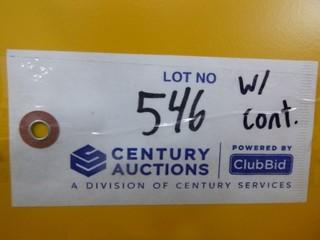 LOT NO
546 w/
cont.
CENTURY
AUCTIONS
A DIVISION OF CENTURY SERVICES
POWERED BY
ClubBid